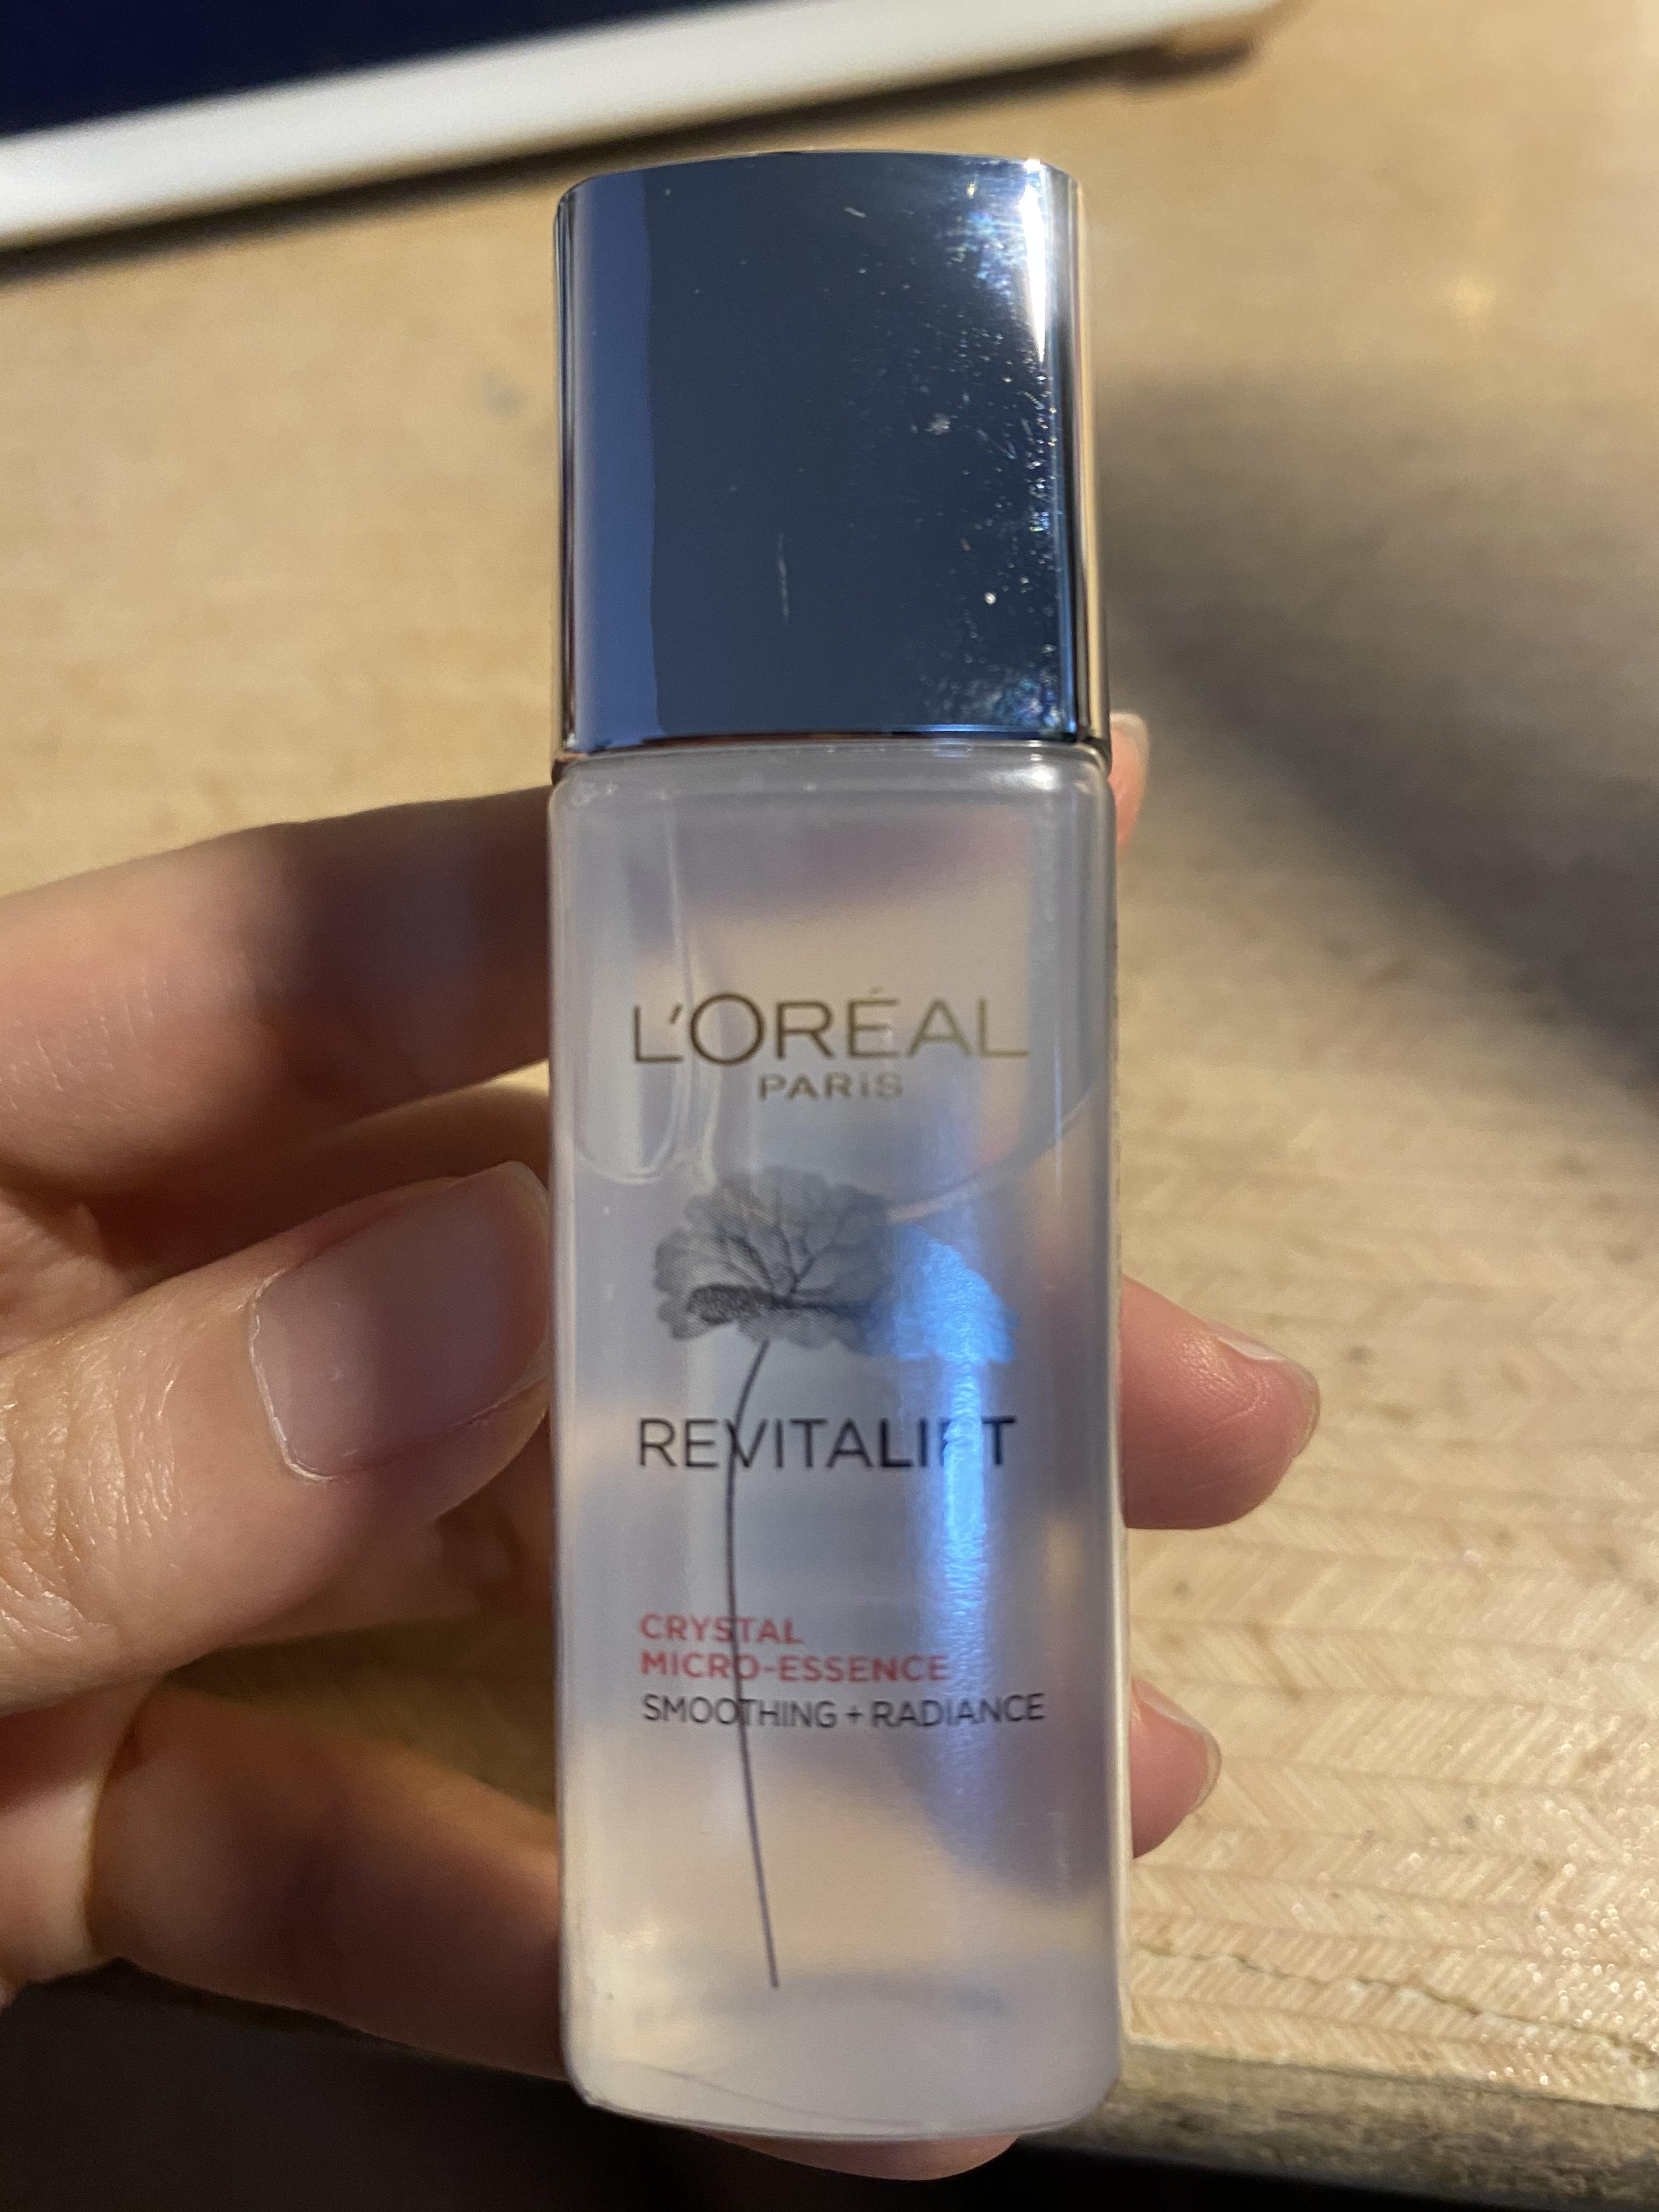 L'ORÉAL
PARiS
REVITALIFT
CRYSTAL
MICRO-ESSENCE
SMOOTHING + RADIANCE